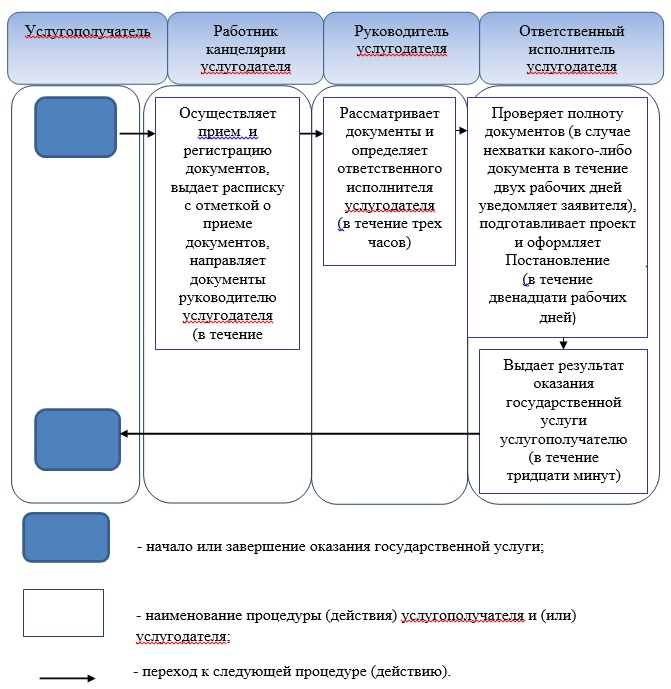 Услугополучатель
Работник
канцелярии
услугодателя
Руководитель
услугодателя
Ответственный
исполнитель
услугодателя
Осуществляет
прием и
регистрацию
документов,
выдает расписку
с отметкой о
приеме
документов,
направляет
документы
руководителю
услугодателя
(в течение
Рассматривает
документы и
определяет
ответственного
исполнителя
услугодателя
(в течение трех
часов)
Проверяет полноту
документов (в случае
нехватки какого-либо
документа в течение
двух рабочих дней
уведомляет заявителя),
подготавливает проект
и оформляет
Постановление
(в течение
двенадцати рабочих
дней)
Выдает результат
оказания
государственной
услуги
услугополучателю
(в течение
тридцати минут)
- начало или завершение оказания государственной услуги;
- наименование процедуры (действия) услугополучателя и (или)
услугодателя;
- переход к следующей процедуре (действию).